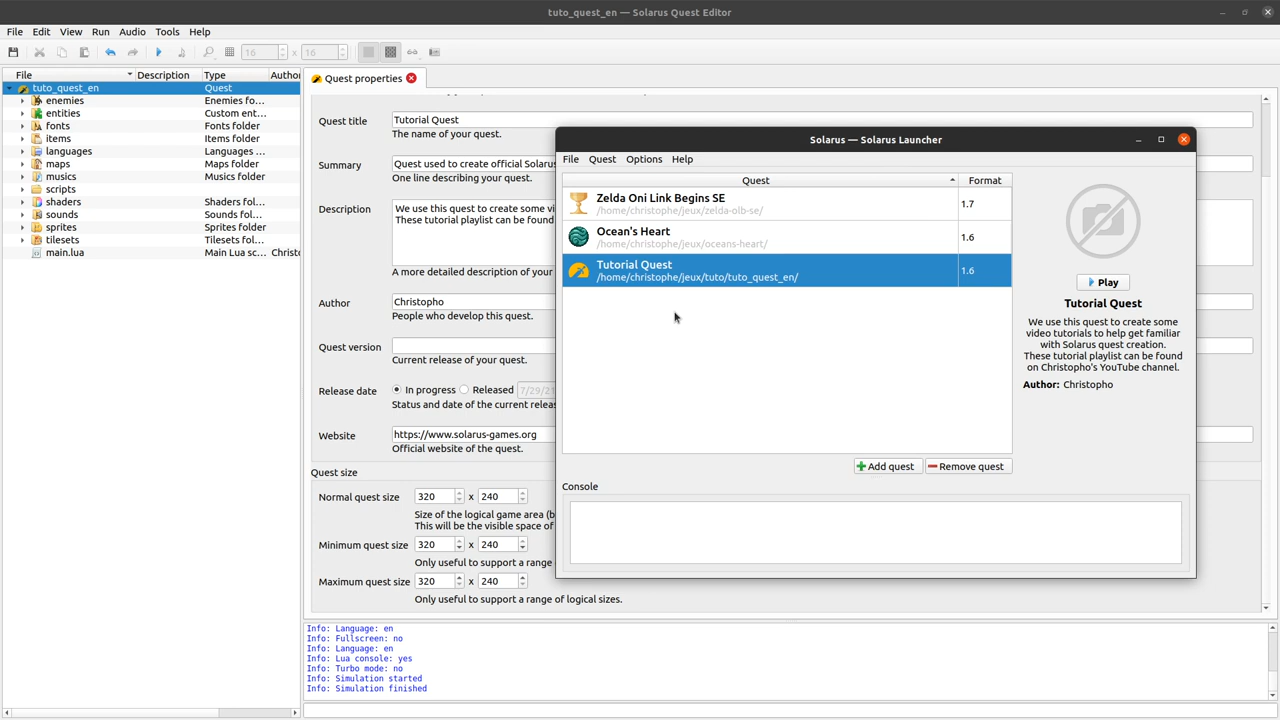 tuto_quest_en — Solarus Quest Editor
File Edit View Run Audio Tools Help
16 x 16
File Description Type Author
tuto_quest_en Quest
enemies Enemies fo...
entities Custom ent...
fonts Fonts folder
items Items folder
languages Languages ...
maps Maps folder
musics Musics folder
scripts
shaders Shaders fol...
sounds Sounds fol...
sprites Sprites folder
tilesets Tilesets fo...
main.lua Main Lua sc... Christo
Quest properties
Quest title Tutorial Quest
The name of your quest.
Summary Quest used to create official Solarus
One line describing your quest.
Description We use this quest to create some vi
These tutorial playlist can be found
A more detailed description of your
Author Christopho
People who develop this quest.
Quest version
Current release of your quest.
Release date In progress Released 7/29/21
Status and date of the current relea
Website https://www.solarus-games.org
Official website of the quest.
Quest size
Normal quest size 320 x 240
Size of the logical game area (b
This will be the visible space of
Minimum quest size 320 x 240
Only useful to support a range
Maximum quest size 320 x 240
Only useful to support a range of logical sizes.
Info: Language: en
Info: Fullscreen: no
Info: Language: en
Info: Lua console: yes
Info: Turbo mode: no
Info: Simulation started
Info: Simulation finished
Solarus — Solarus Launcher
File Quest Options Help
Quest Format
Zelda Oni Link Begins SE
/home/christophe/jeux/zelda-olb-se/
1.7
Ocean's Heart
/home/christophe/jeux/oceans-heart/
1.6
Tutorial Quest
/home/christophe/jeux/tuto/tuto_quest_en/
1.6
Play
Tutorial Quest
We use this quest to create some
video tutorials to help get familiar
with Solarus quest creation.
These tutorial playlist can be found
on Christopho's YouTube channel.
Author: Christopho
Add quest Remove quest
Console